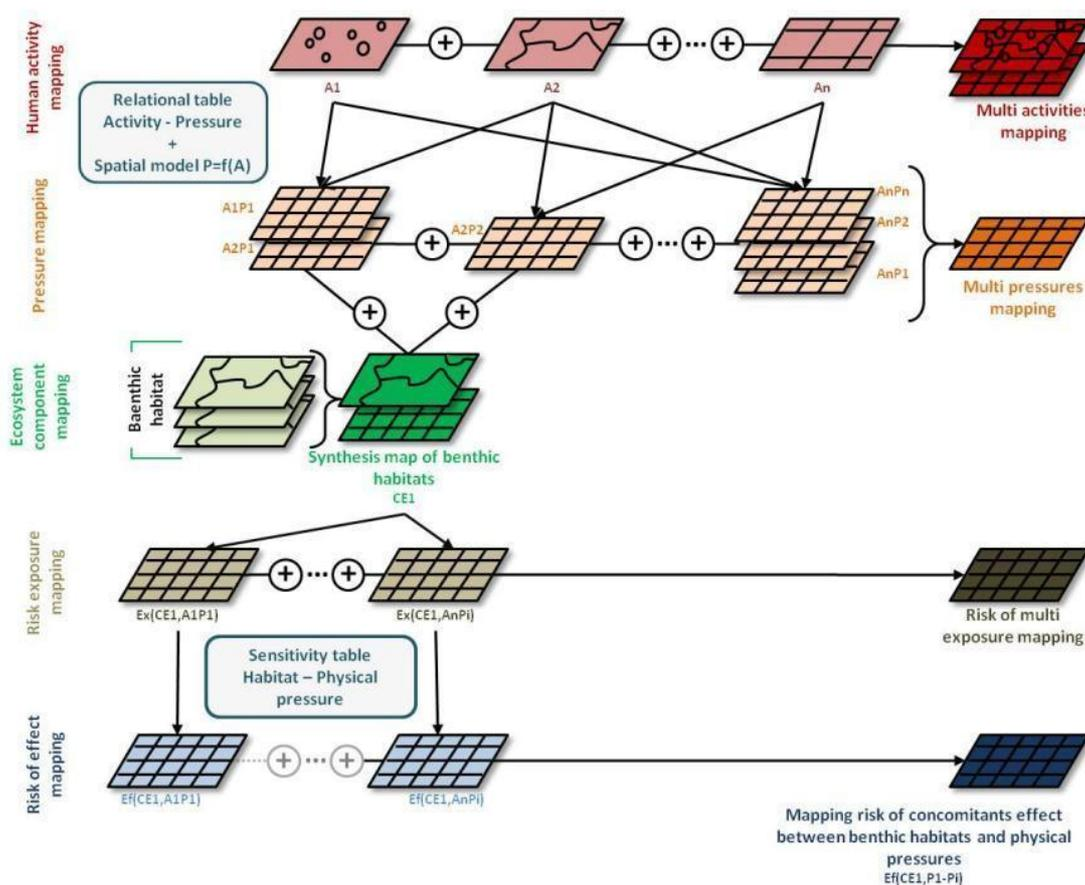 Human activity
mapping
A1
A2
An
Multi activities
mapping
Relational table
Activity - Pressure
+
Spatial model P=f(A)
Pressure mapping
A1P1
A2P1
A2P2
AnPn
AnP2
AnP1
Multi pressures
mapping
Ecosystem
component
mapping
Baenthic
habitat
Synthesis map of benthic
habitats
CE1
Risk exposure
mapping
Ex(CE1,A1P1)
Ex(CE1,AnPi)
Risk of multi
exposure mapping
Sensitivity table
Habitat – Physical
pressure
Risk of effect
mapping
Ef(CE1,A1P1)
Ef(CE1,AnPi)
Mapping risk of concomitants effect
between benthic habitats and physical
pressures
Ef(CE1,P1-Pi)